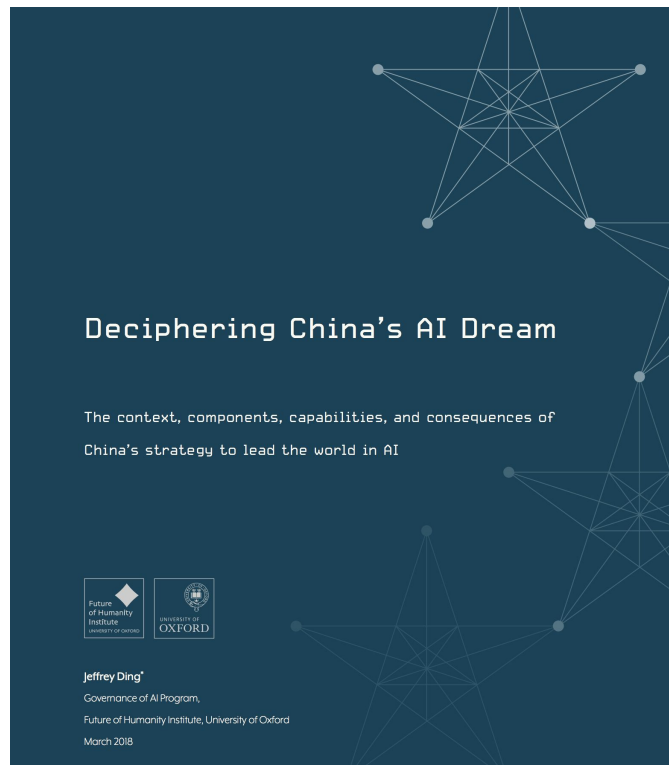 Deciphering China's AI Dream
The context, components, capabilities, and consequences of
China's strategy to lead the world in AI
Future
of Humanity
Institute
UNIVERSITY OF OXFORD
UNIVERSITY OF
OXFORD
Jeffrey Ding*
Governance of AI Program,
Future of Humanity Institute, University of Oxford
March 2018